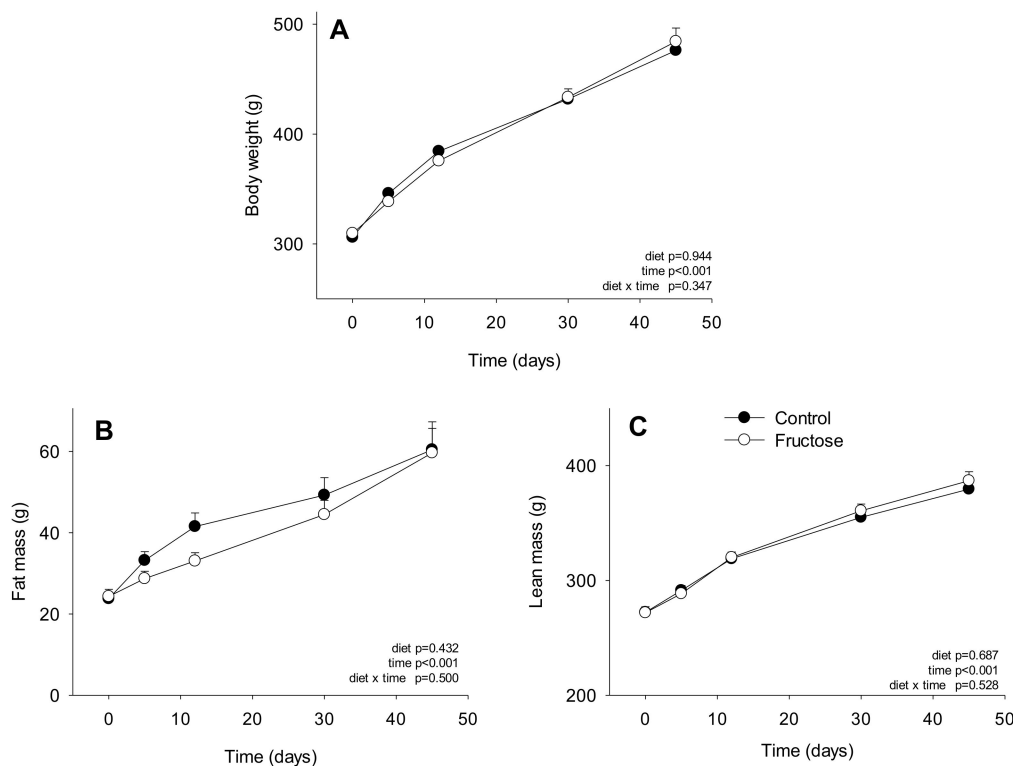 A
500
400
300
Body weight (g)
diet p=0.944
time p<0.001
diet x time p=0.347
0 10 20 30 40 50
Time (days)
B
60
40
20
0
Fat mass (g)
diet p=0.432
time p<0.001
diet x time p=0.500
0 10 20 30 40 50
Time (days)
C
Control
Fructose
400
300
200
Lean mass (g)
diet p=0.687
time p<0.001
diet x time p=0.528
0 10 20 30 40 50
Time (days)